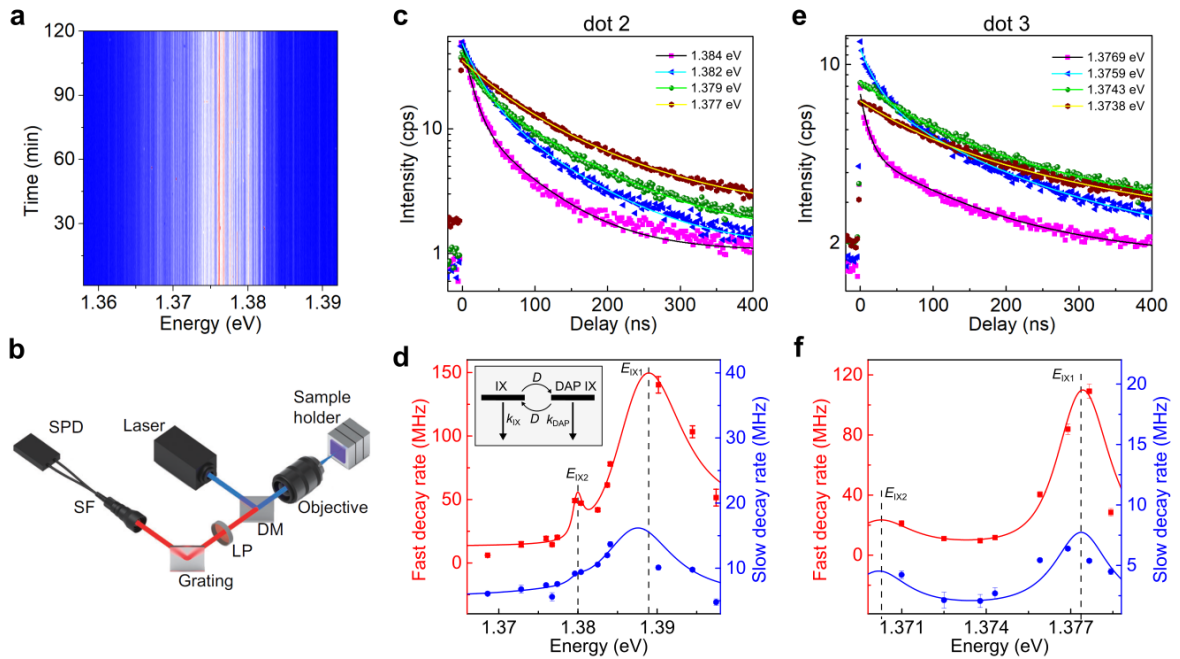 a
120
90
60
30
Time (min)
1.36 1.37 1.38 1.39
Energy (eV)
b
SPD
Laser
Sample
holder
SF
LP
DM
Objective
Grating
c
dot 2
1.384 eV
1.382 eV
1.379 eV
1.377 eV
10
1
Intensity (cps)
0 100 200 300 400
Delay (ns)
d
IX D DAP IX
D
k_IX k_DAP
E_IX1
E_IX2
150
100
50
0
Fast decay rate (MHz)
40
30
20
10
Slow decay rate (MHz)
1.37 1.38 1.39
Energy (eV)
e
dot 3
1.3769 eV
1.3759 eV
1.3743 eV
1.3738 eV
10
2
Intensity (cps)
0 100 200 300 400
Delay (ns)
f
E_IX1
E_IX2
120
80
40
0
Fast decay rate (MHz)
20
15
10
5
Slow decay rate (MHz)
1.371 1.374 1.377
Energy (eV)